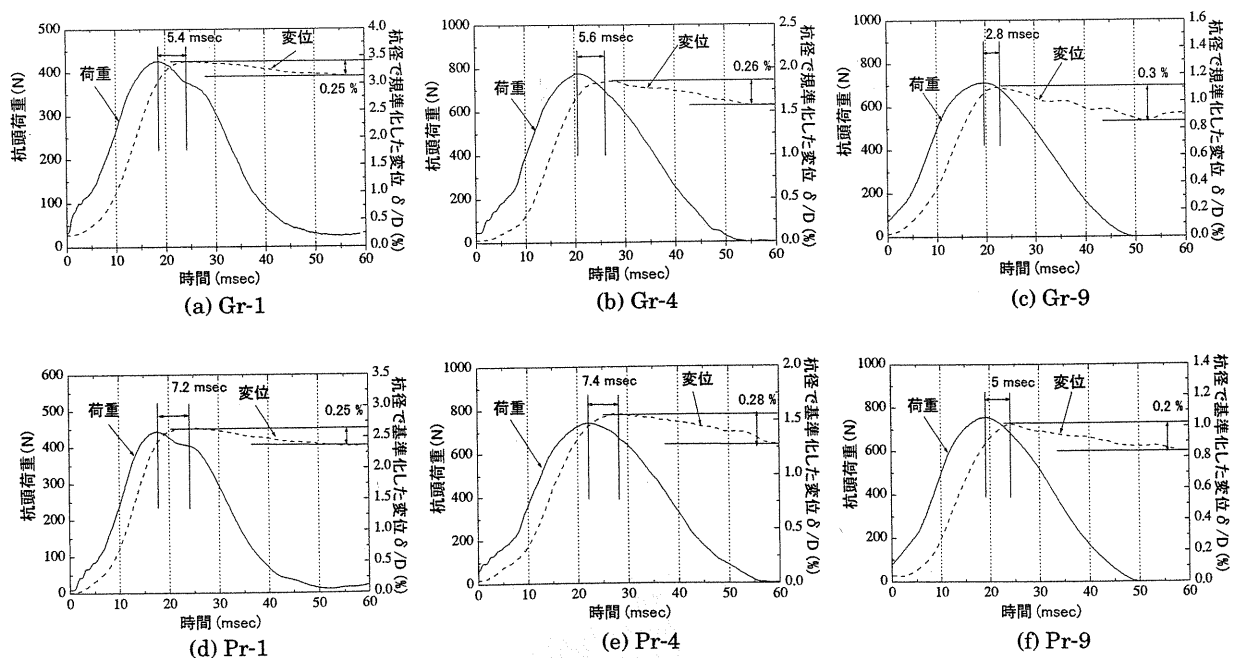 (a) Gr-1
杭頭荷重(N)
500
400
300
200
100
0
荷重
5.4 msec
変位
0.25 %
4.0
3.5
3.0
2.5
2.0
1.5
1.0
0.5
0.0
杭径で規準化した変位 δ/D(%)
0 10 20 30 40 50 60
時間(msec)
(b) Gr-4
杭頭荷重(N)
1000
800
600
400
200
0
荷重
5.6 msec
変位
0.26 %
2.5
2.0
1.5
1.0
0.5
0.0
杭径で規準化した変位 δ/D(%)
0 10 20 30 40 50 60
時間(msec)
(c) Gr-9
杭頭荷重(N)
1000
800
600
400
200
0
荷重
2.8 msec
変位
0.3 %
1.6
1.4
1.2
1.0
0.8
0.6
0.4
0.2
0.0
杭径で規準化した変位 δ/D(%)
0 10 20 30 40 50 60
時間(msec)
(d) Pr-1
杭頭荷重(N)
600
500
400
300
200
100
0
荷重
7.2 msec
変位
0.25 %
3.5
3.0
2.5
2.0
1.5
1.0
0.5
0.0
杭径で基準化した変位 δ/D(%)
0 10 20 30 40 50 60
時間(msec)
(e) Pr-4
杭頭荷重(N)
1000
800
600
400
200
0
荷重
7.4 msec
変位
0.28 %
2.0
1.5
1.0
0.5
0.0
杭径で基準化した変位 δ/D(%)
0 10 20 30 40 50 60
時間(msec)
(f) Pr-9
杭頭荷重(N)
1000
800
600
400
200
0
荷重
5 msec
変位
0.2 %
1.4
1.2
1.0
0.8
0.6
0.4
0.2
0.0
杭径で基準化した変位 δ/D(%)
0 10 20 30 40 50 60
時間(msec)